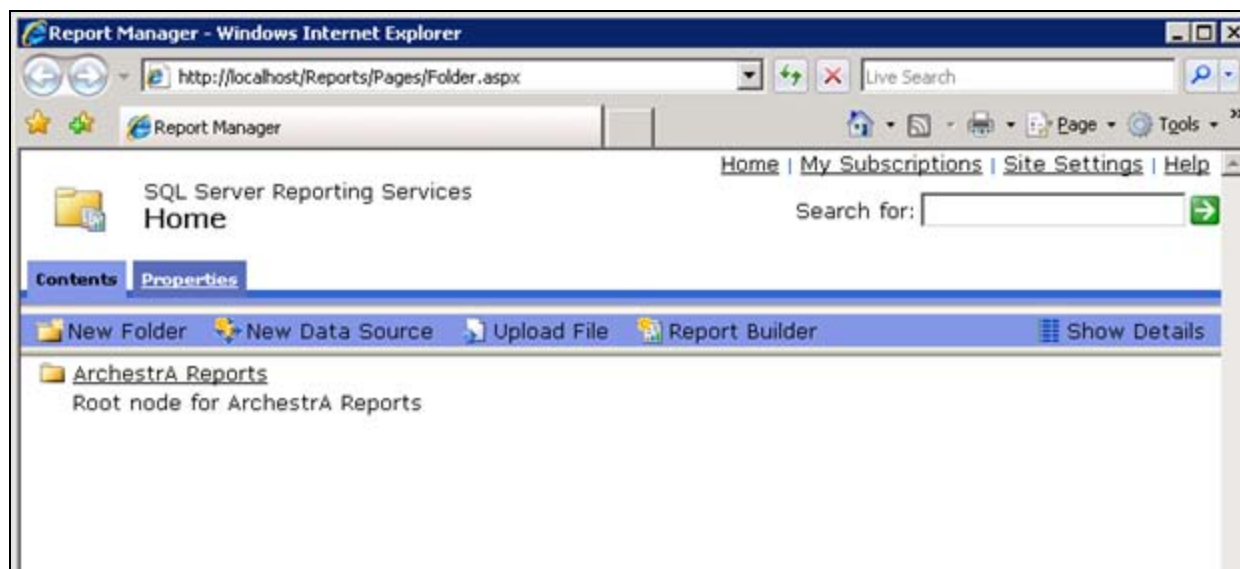 Report Manager - Windows Internet Explorer
http://localhost/Reports/Pages/Folder.aspx
Live Search
Report Manager
Page
Tools
Home | My Subscriptions | Site Settings | Help
SQL Server Reporting Services
Home
Search for:
Contents
Properties
New Folder
New Data Source
Upload File
Report Builder
Show Details
ArchestrA Reports
Root node for ArchestrA Reports